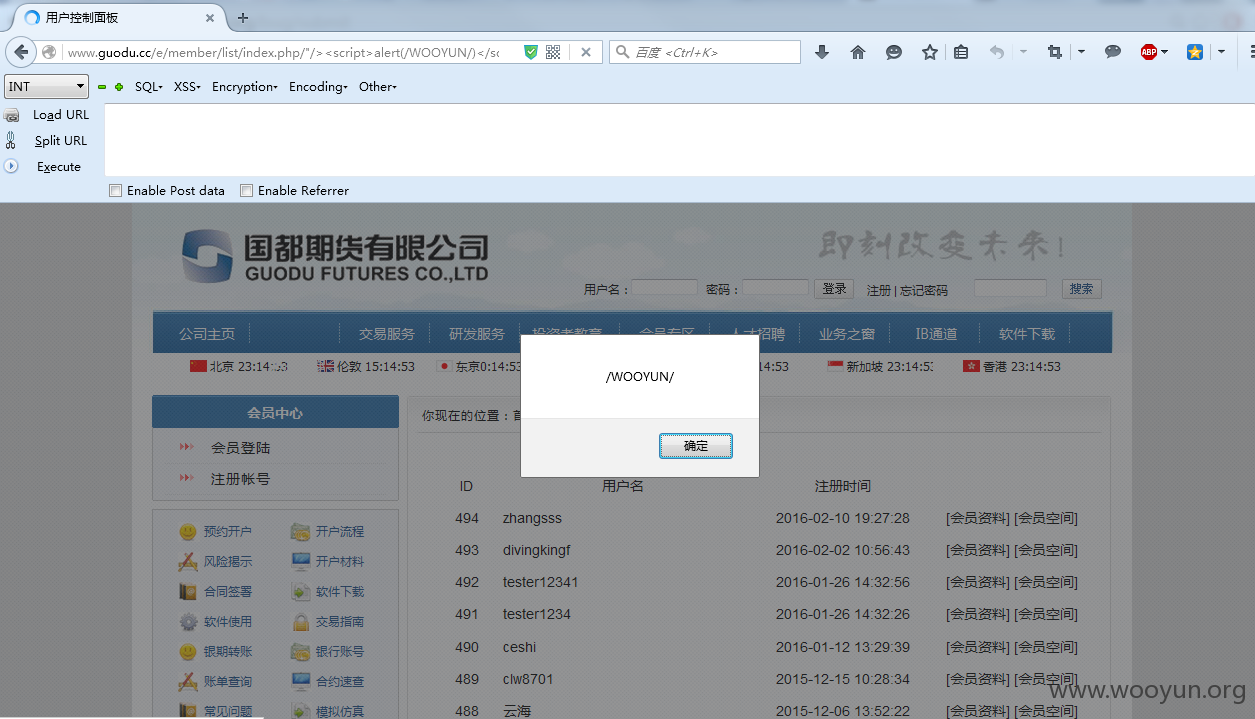 用户控制面板
www.guodu.cc/e/member/list/index.php/"/><script>alert(/WOOYUN/)</sc
百度 <Ctrl+K>
ABP
INT SQL XSS Encryption Encoding Other
Load URL
Split URL
Execute
Enable Post data Enable Referrer
国都期货有限公司
GUODU FUTURES CO.,LTD
即刻改变未来!
用户名: 密码: 登录 注册 | 忘记密码 搜索
公司主页 交易服务 研发服务 投资者教育 会员专区 人才招聘 业务之窗 IB通道 软件下载
北京 23:14:53 伦敦 15:14:53 东京0:14:53 14:53 新加坡 23:14:53 香港 23:14:53
/WOOYUN/
确定
会员中心
会员登陆
注册帐号
你现在的位置:首
ID 用户名 注册时间
494 zhangsss 2016-02-10 19:27:28 [会员资料] [会员空间]
493 divingkingf 2016-02-02 10:56:43 [会员资料] [会员空间]
492 tester12341 2016-01-26 14:32:56 [会员资料] [会员空间]
491 tester1234 2016-01-26 14:32:26 [会员资料] [会员空间]
490 ceshi 2016-01-12 13:29:39 [会员资料] [会员空间]
489 clw8701 2015-12-15 10:28:34 [会员资料] [会员空间]
488 云海 2015-12-06 13:52:22 [会员资料] [会员空间]
预约开户 开户流程
风险揭示 开户材料
合同签署 软件下载
软件使用 交易指南
银期转账 银行账号
账单查询 合约速查
常见问题 模拟仿真
www.wooyun.org